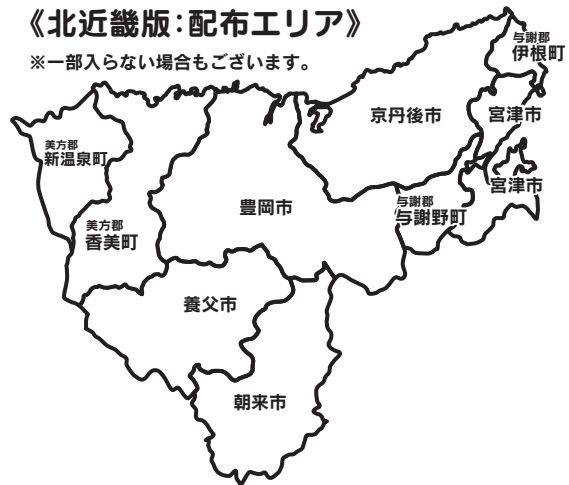 《北近畿版：配布エリア》
※一部入らない場合もございます。
与謝郡
伊根町
京丹後市
宮津市
美方郡
新温泉町
宮津市
豊岡市
与謝郡
与謝野町
美方郡
香美町
養父市
朝来市